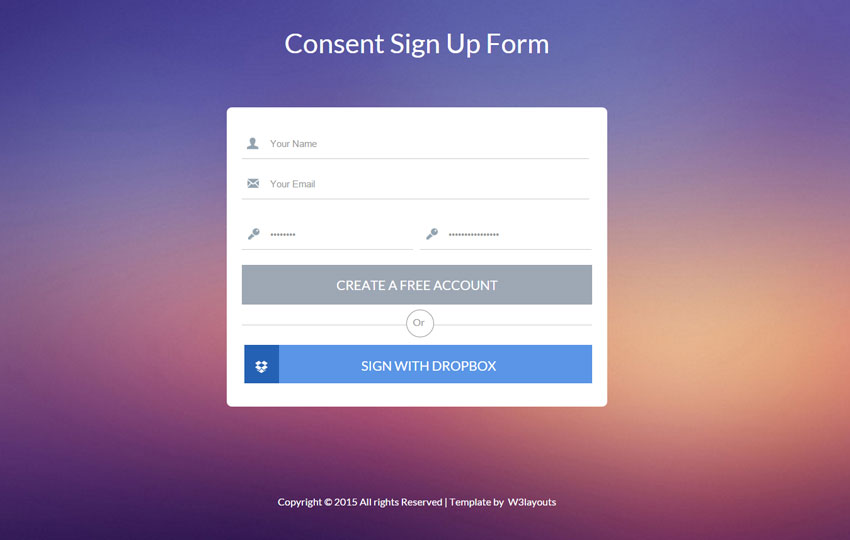 Consent Sign Up Form
Your Name
Your Email
•••••••• ••••••••••••••••
CREATE A FREE ACCOUNT
Or
SIGN WITH DROPBOX
Copyright © 2015 All rights Reserved | Template by W3layouts